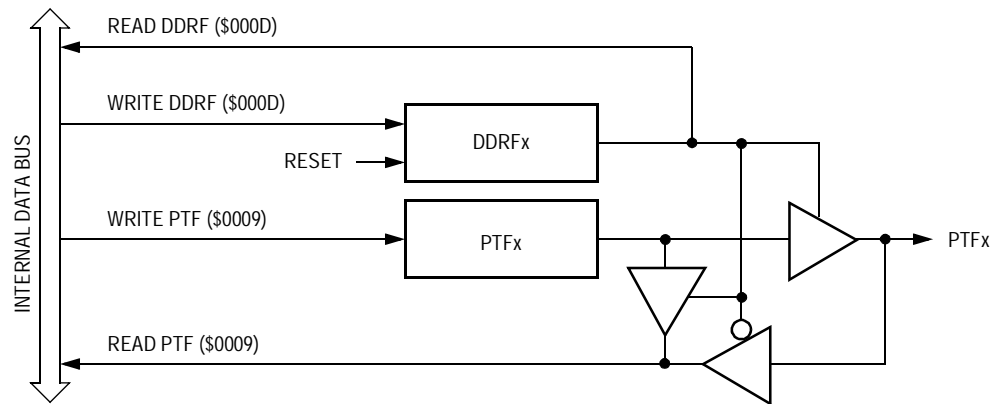 READ DDRF ($000D)
WRITE DDRF ($000D)
DDRFx
RESET
INTERNAL DATA BUS
WRITE PTF ($0009)
PTFx
PTFx
READ PTF ($0009)